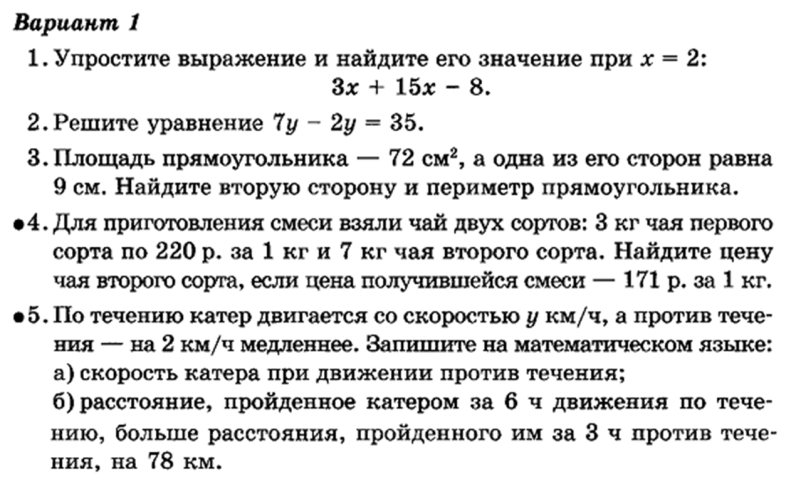 Вариант 1
1. Упростите выражение и найдите его значение при x = 2:
3x + 15x − 8.
2. Решите уравнение 7y − 2y = 35.
3. Площадь прямоугольника — 72 см², а одна из его сторон равна
9 см. Найдите вторую сторону и периметр прямоугольника.
•4. Для приготовления смеси взяли чай двух сортов: 3 кг чая первого
сорта по 220 р. за 1 кг и 7 кг чая второго сорта. Найдите цену
чая второго сорта, если цена получившейся смеси — 171 р. за 1 кг.
•5. По течению катер двигается со скоростью y км/ч, а против тече-
ния — на 2 км/ч медленнее. Запишите на математическом языке:
а) скорость катера при движении против течения;
б) расстояние, пройденное катером за 6 ч движения по тече-
нию, больше расстояния, пройденного им за 3 ч против тече-
ния, на 78 км.